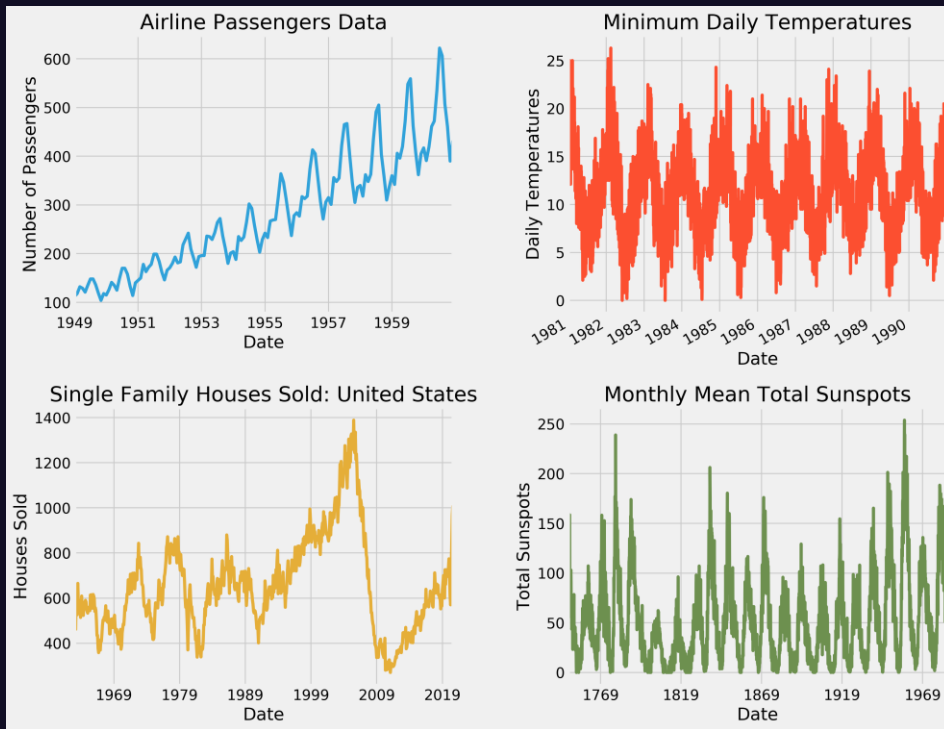 Airline Passengers Data
Number of Passengers
600
500
400
300
200
100
1949 1951 1953 1955 1957 1959
Date
Minimum Daily Temperatures
Daily Temperatures
25
20
15
10
5
0
1981 1982 1983 1984 1985 1986 1987 1988 1989 1990
Date
Single Family Houses Sold: United States
Houses Sold
1400
1200
1000
800
600
400
1969 1979 1989 1999 2009 2019
Date
Monthly Mean Total Sunspots
Total Sunspots
250
200
150
100
50
0
1769 1819 1869 1919 1969
Date